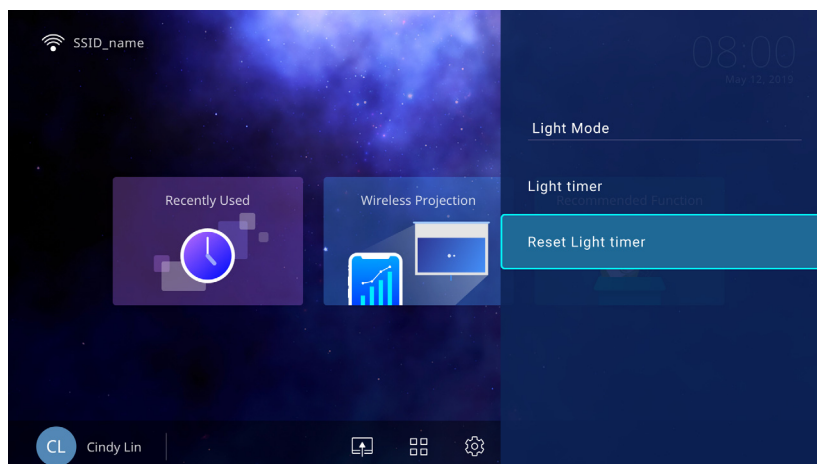 SSID_name
08:00
May 12, 2019
Light Mode
Light timer
Recently Used
Wireless Projection
Recommended Function
Reset Light timer
CL
Cindy Lin